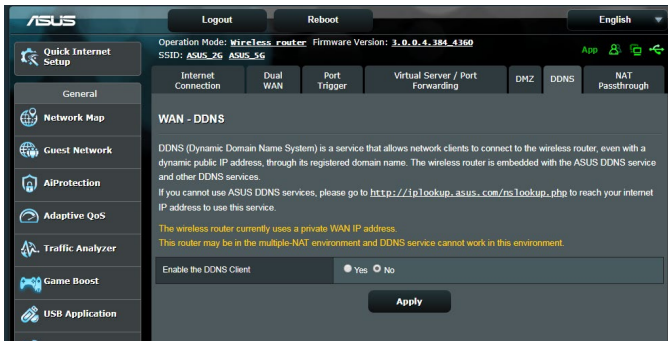 ASUS
Logout
Reboot
English
Quick Internet
Setup
General
Network Map
Guest Network
AiProtection
Adaptive QoS
Traffic Analyzer
Game Boost
USB Application
Operation Mode: Wireless router Firmware Version: 3.0.0.4.384_4360
SSID: ASUS_2G ASUS_5G
App
Internet
Connection
Dual
WAN
Port
Trigger
Virtual Server / Port
Forwarding
DMZ
DDNS
NAT
Passthrough
WAN - DDNS
DDNS (Dynamic Domain Name System) is a service that allows network clients to connect to the wireless router, even with a
dynamic public IP address, through its registered domain name. The wireless router is embedded with the ASUS DDNS service
and other DDNS services.
If you cannot use ASUS DDNS services, please go to http://iplookup.asus.com/nslookup.php to reach your internet
IP address to use this service.
The wireless router currently uses a private WAN IP
address.
This router may be in the multiple-NAT environment and DDNS service cannot work in this environment.
Enable the DDNS Client
Yes No
Apply